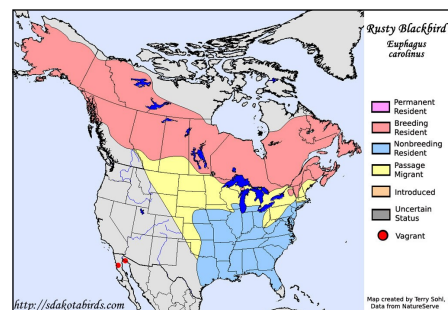 Rusty Blackbird
Euphagus
carolinus
Permanent
Resident
Breeding
Resident
Nonbreeding
Resident
Passage
Migrant
Introduced
Uncertain
Status
Vagrant
Map created by Terry Sohl,
Data from NatureServe
http://sdakotabirds.com